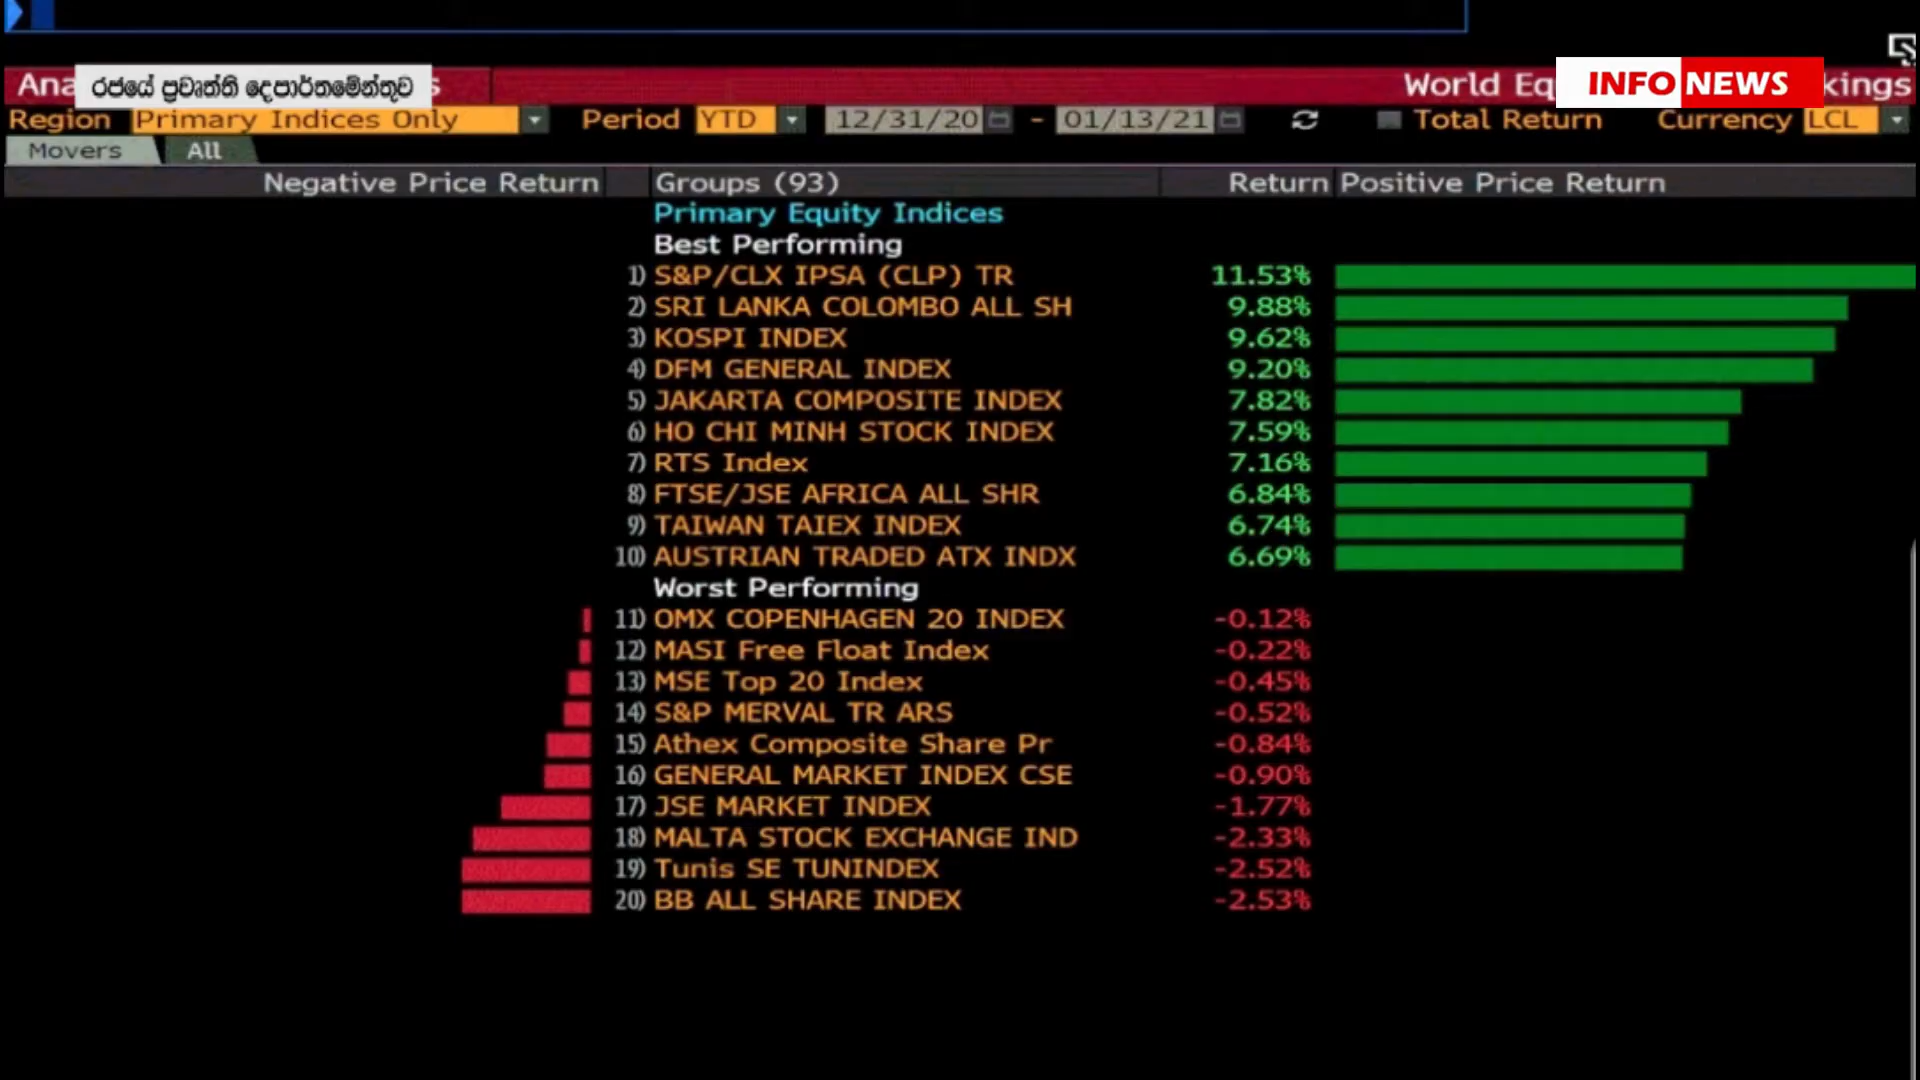 රජයේ ප්‍රවෘත්ති දෙපාර්තමේන්තුව
INFO NEWS
Region Primary Indices Only Period YTD 12/31/20 - 01/13/21 Total Return Currency LCL
Movers All
Negative Price Return Groups (93) Return Positive Price Return
Primary Equity Indices
Best Performing
1) S&P/CLX IPSA (CLP) TR 11.53%
2) SRI LANKA COLOMBO ALL SH 9.88%
3) KOSPI INDEX 9.62%
4) DFM GENERAL INDEX 9.20%
5) JAKARTA COMPOSITE INDEX 7.82%
6) HO CHI MINH STOCK INDEX 7.59%
7) RTS Index 7.16%
8) FTSE/JSE AFRICA ALL SHR 6.84%
9) TAIWAN TAIEX INDEX 6.74%
10) AUSTRIAN TRADED ATX INDX 6.69%
Worst Performing
11) OMX COPENHAGEN 20 INDEX -0.12%
12) MASI Free Float Index -0.22%
13) MSE Top 20 Index -0.45%
14) S&P MERVAL TR ARS -0.52%
15) Athex Composite Share Pr -0.84%
16) GENERAL MARKET INDEX CSE -0.90%
17) JSE MARKET INDEX -1.77%
18) MALTA STOCK EXCHANGE IND -2.33%
19) Tunis SE TUNINDEX -2.52%
20) BB ALL SHARE INDEX -2.53%